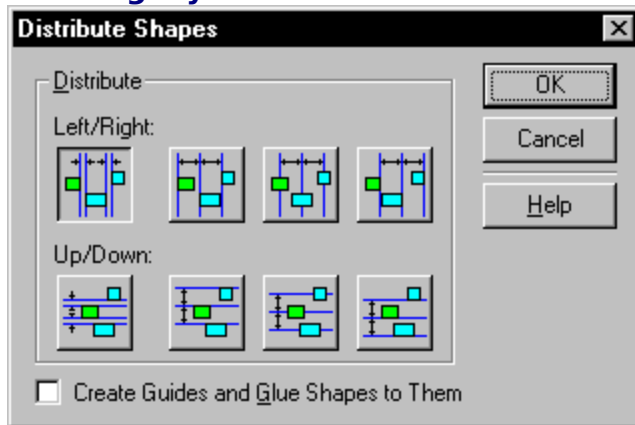 Distribute Shapes
Distribute
OK
Left/Right:
Cancel
Help
Up/Down:
Create Guides and Glue Shapes to Them